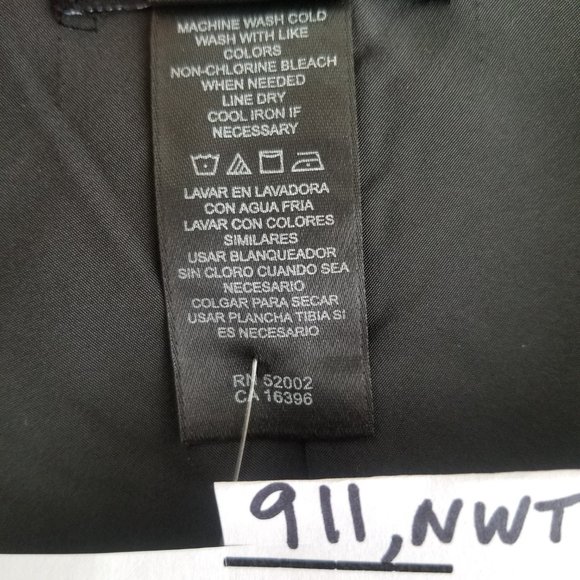 MACHINE WASH COLD
WASH WITH LIKE
COLORS
NON-CHLORINE BLEACH
WHEN NEEDED
LINE DRY
COOL IRON IF
NECESSARY
LAVAR EN LAVADORA
CON AGUA FRIA
LAVAR CON COLORES
SIMILARES
USAR BLANQUEADOR
SIN CLORO CUANDO SEA
NECESARIO
COLGAR PARA SECAR
USAR PLANCHA TIBIA SI
ES NECESARIO
RN 52002
CA 16396
911, NWT